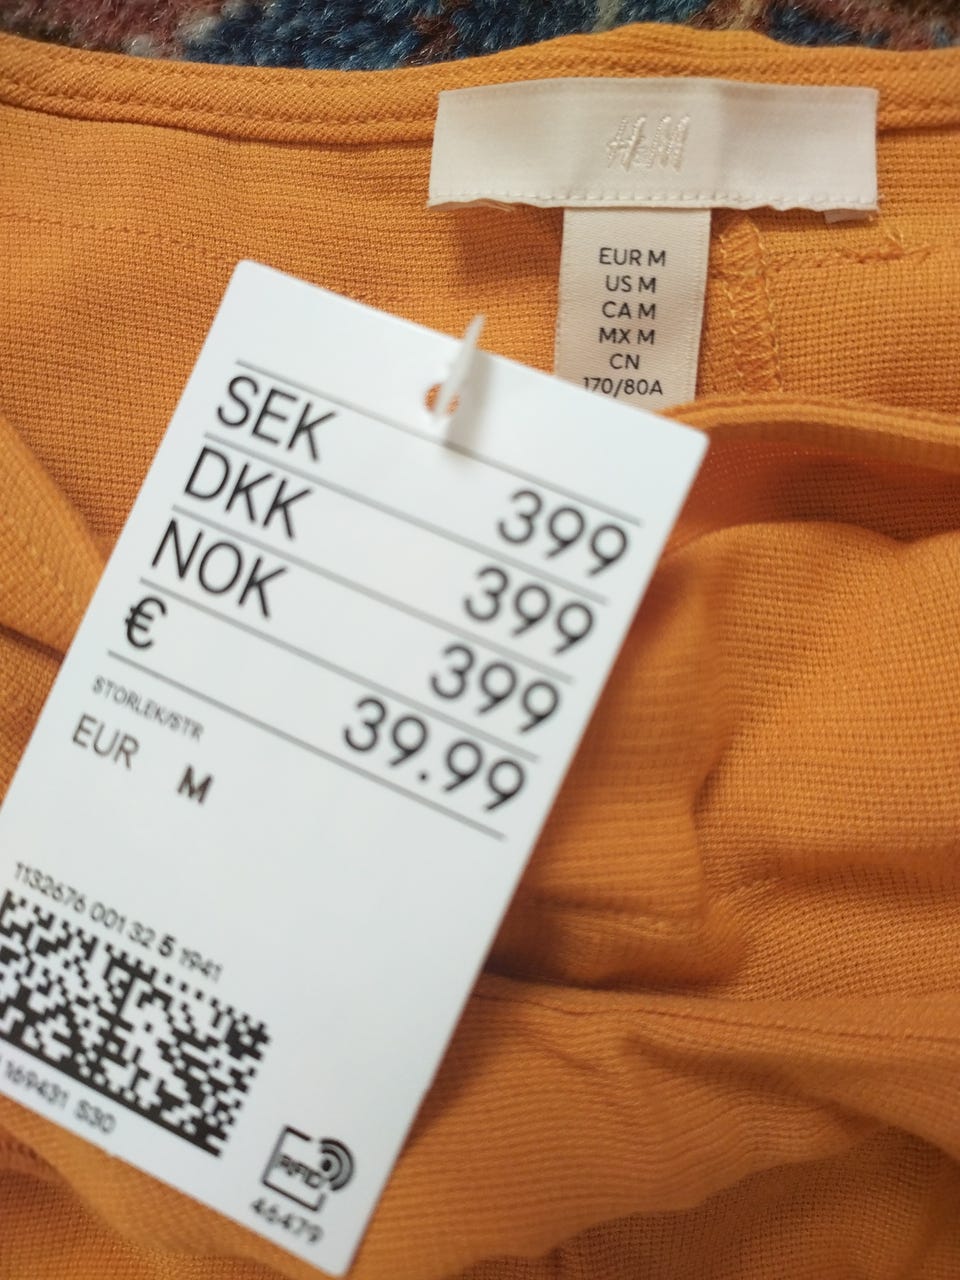 H&M
EUR M
US M
CA M
MX M
CN
170/80A
SEK 399
DKK 399
NOK 399
€ 39.99
STORLEK/STR
EUR M
1132676 001 32 5 1941
169431 S30
RFID
46479